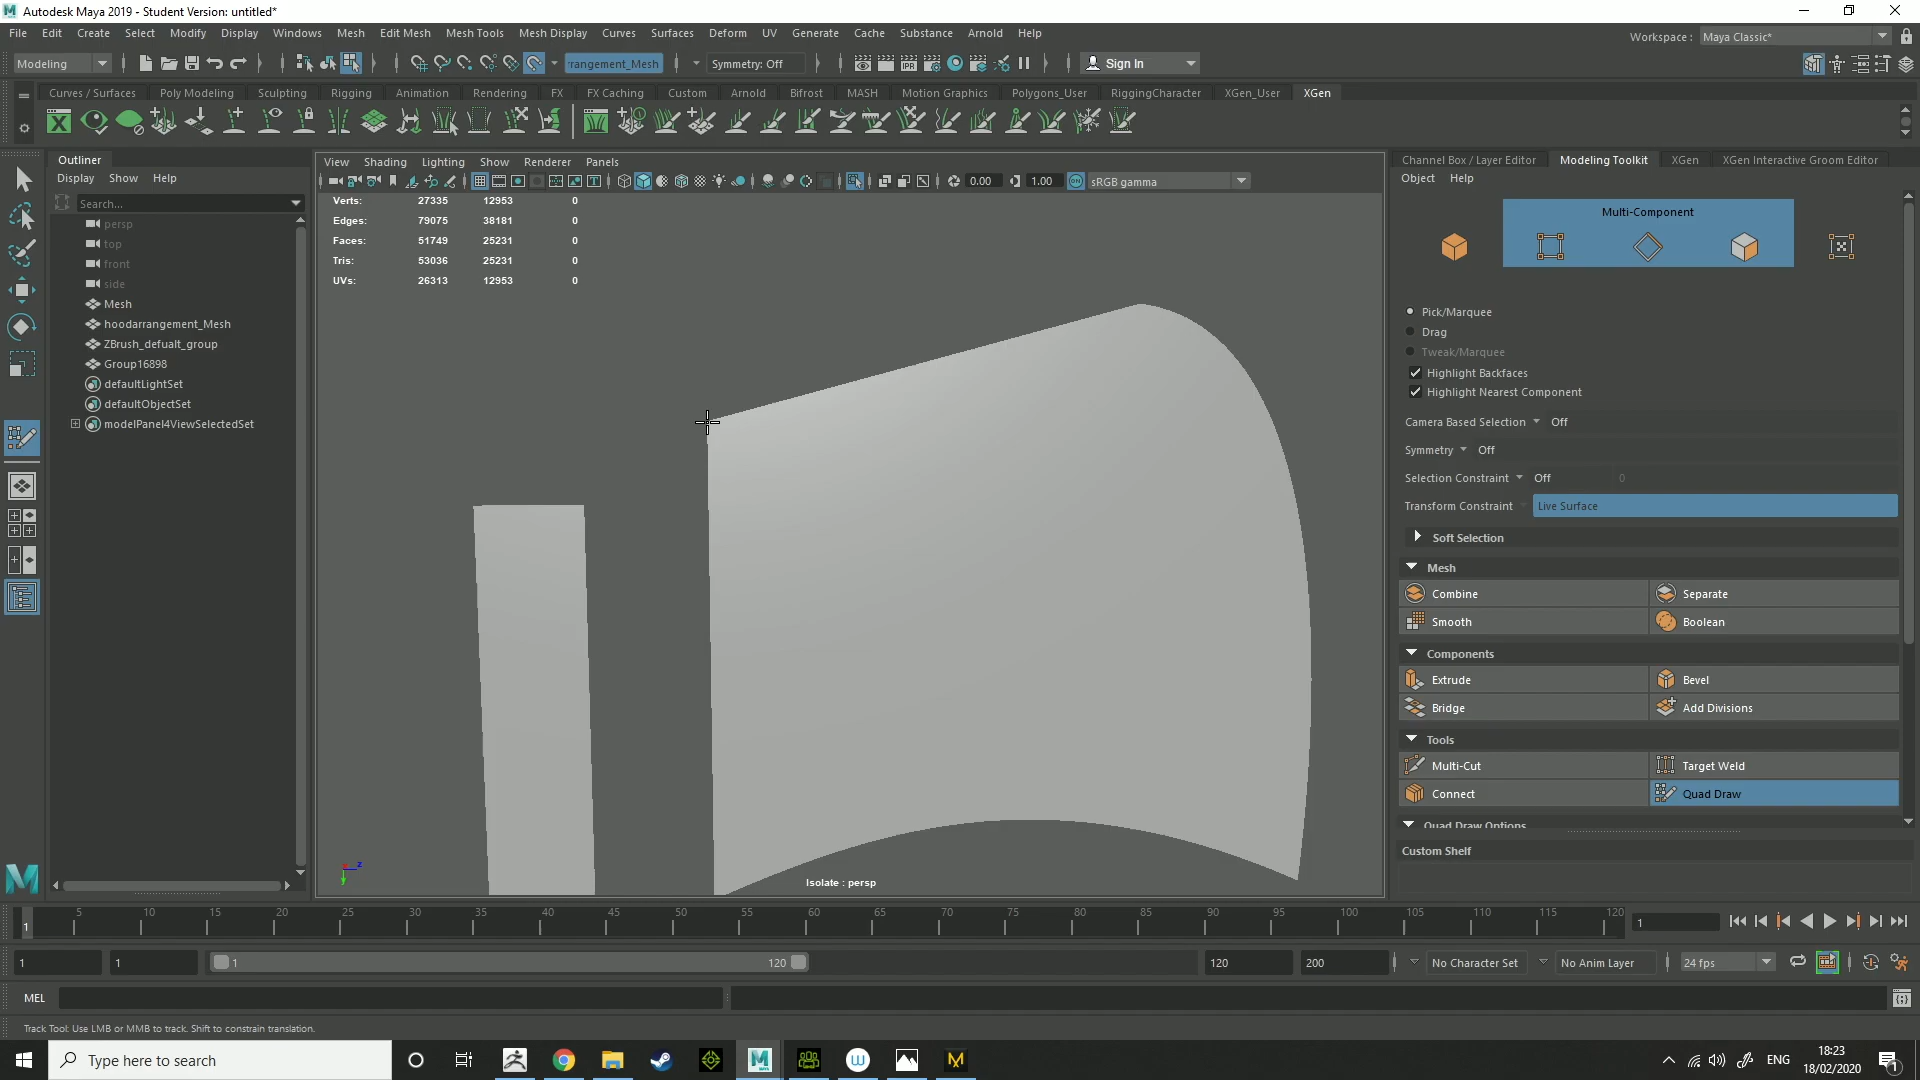 Autodesk Maya 2019 - Student Version: untitled*
File Edit Create Select Modify Display Windows Mesh Edit Mesh Mesh Tools Mesh Display Curves Surfaces Deform UV Generate Cache Substance Arnold Help
Workspace : Maya Classic*
Modeling rangement_Mesh Symmetry: Off Sign In
Curves / Surfaces Poly Modeling Sculpting Rigging Animation Rendering FX FX Caching Custom Arnold Bifrost MASH Motion Graphics Polygons_User RiggingCharacter XGen_User XGen
Outliner
Display Show Help
Search...
persp
top
front
side
Mesh
hoodarrangement_Mesh
ZBrush_defualt_group
Group16898
defaultLightSet
defaultObjectSet
modelPanel4ViewSelectedSet
View Shading Lighting Show Renderer Panels
0.00 1.00 sRGB gamma
Verts: 27335 12953 0
Edges: 79075 38181 0
Faces: 51749 25231 0
Tris: 53036 25231 0
UVs: 26313 12953 0
Isolate : persp
Channel Box / Layer Editor Modeling Toolkit XGen XGen Interactive Groom Editor
Object Help
Multi-Component
Pick/Marquee
Drag
Tweak/Marquee
Highlight Backfaces
Highlight Nearest Component
Camera Based Selection Off
Symmetry Off
Selection Constraint Off 0
Transform Constraint Live Surface
Soft Selection
Mesh
Combine Separate
Smooth Boolean
Components
Extrude Bevel
Bridge Add Divisions
Tools
Multi-Cut Target Weld
Connect Quad Draw
Quad Draw Options
Custom Shelf
1 5 10 15 20 25 30 35 40 45 50 55 60 65 70 75 80 85 90 95 100 105 110 115 120 1
1 1 1 120 120 200 No Character Set No Anim Layer 24 fps
MEL
Track Tool: Use LMB or MMB to track. Shift to constrain translation.
Type here to search
ENG
18:23
18/02/2020
1